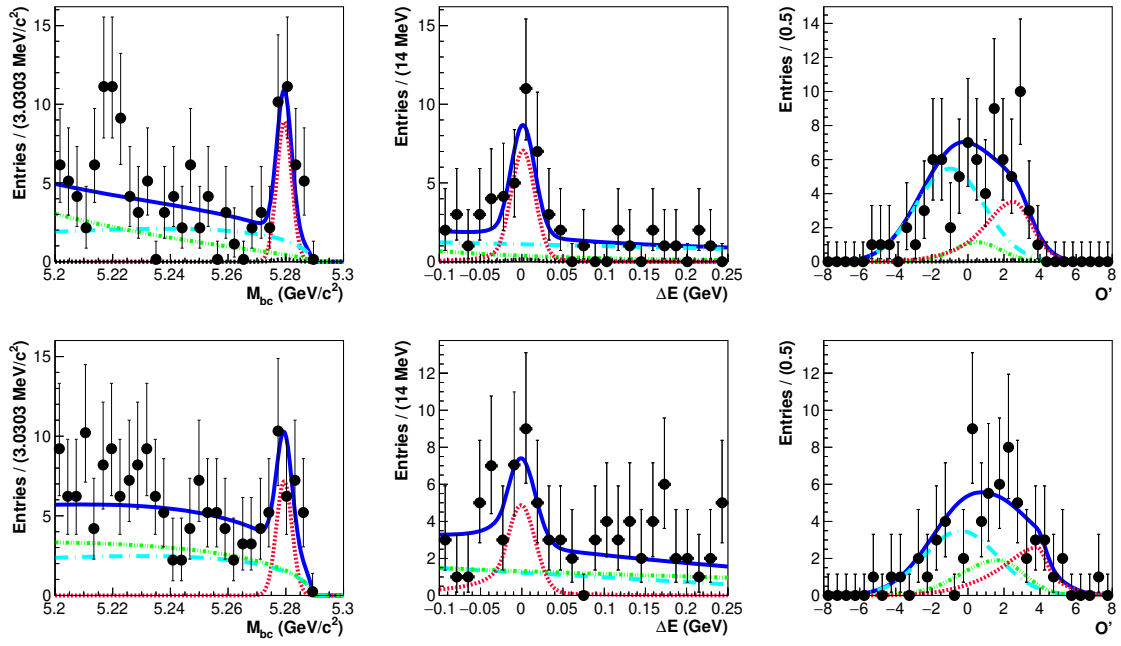 Entries / (3.0303 MeV/c²)
15
10
5
0
5.2 5.22 5.24 5.26 5.28 5.3
M_bc (GeV/c²)
Entries / (14 MeV)
15
10
5
0
−0.1 −0.05 0 0.05 0.1 0.15 0.2 0.25
ΔE (GeV)
Entries / (0.5)
14
12
10
8
6
4
2
0
−8 −6 −4 −2 0 2 4 6 8
O'
Entries / (3.0303 MeV/c²)
15
10
5
0
5.2 5.22 5.24 5.26 5.28 5.3
M_bc (GeV/c²)
Entries / (14 MeV)
12
10
8
6
4
2
0
−0.1 −0.05 0 0.05 0.1 0.15 0.2 0.25
ΔE (GeV)
Entries / (0.5)
12
10
8
6
4
2
0
−8 −6 −4 −2 0 2 4 6 8
O'